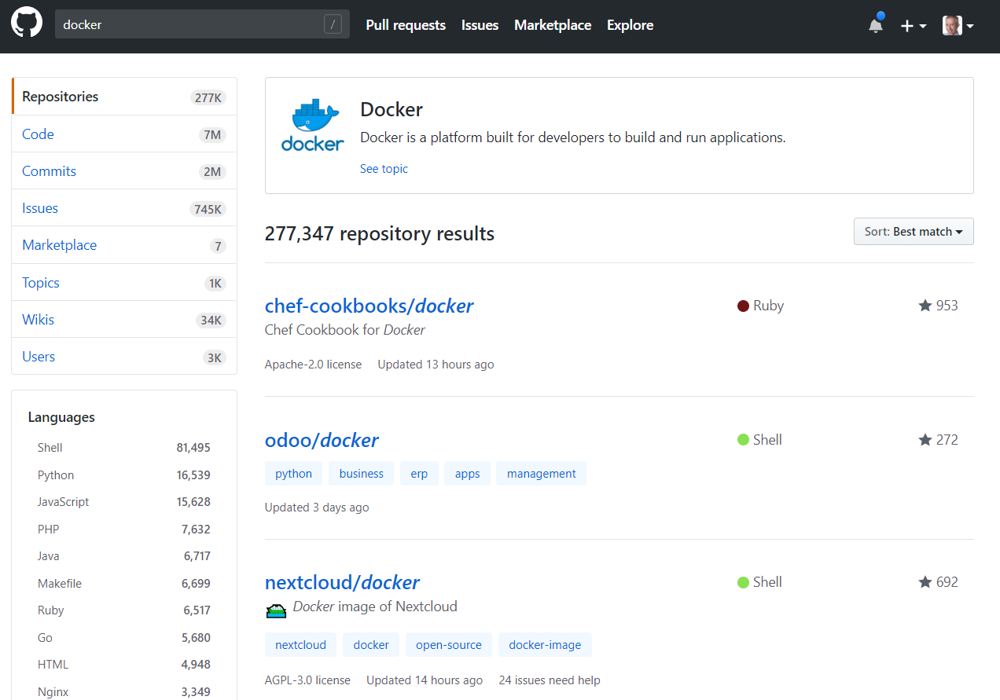 docker /
Pull requests Issues Marketplace Explore
Repositories 277K
Code 7M
Commits 2M
Issues 745K
Marketplace 7
Topics 1K
Wikis 34K
Users 3K
Languages
Shell 81,495
Python 16,539
JavaScript 15,628
PHP 7,632
Java 6,717
Makefile 6,699
Ruby 6,517
Go 5,680
HTML 4,948
Nginx 3,349
docker
Docker
Docker is a platform built for developers to build and run applications.
See topic
277,347 repository results
Sort: Best match
chef-cookbooks/docker
Ruby
953
Chef Cookbook for Docker
Apache-2.0 license Updated 13 hours ago
odoo/docker
Shell
272
python business erp apps management
Updated 3 days ago
nextcloud/docker
Shell
692
Docker image of Nextcloud
nextcloud docker open-source docker-image
AGPL-3.0 license Updated 14 hours ago 24 issues need help